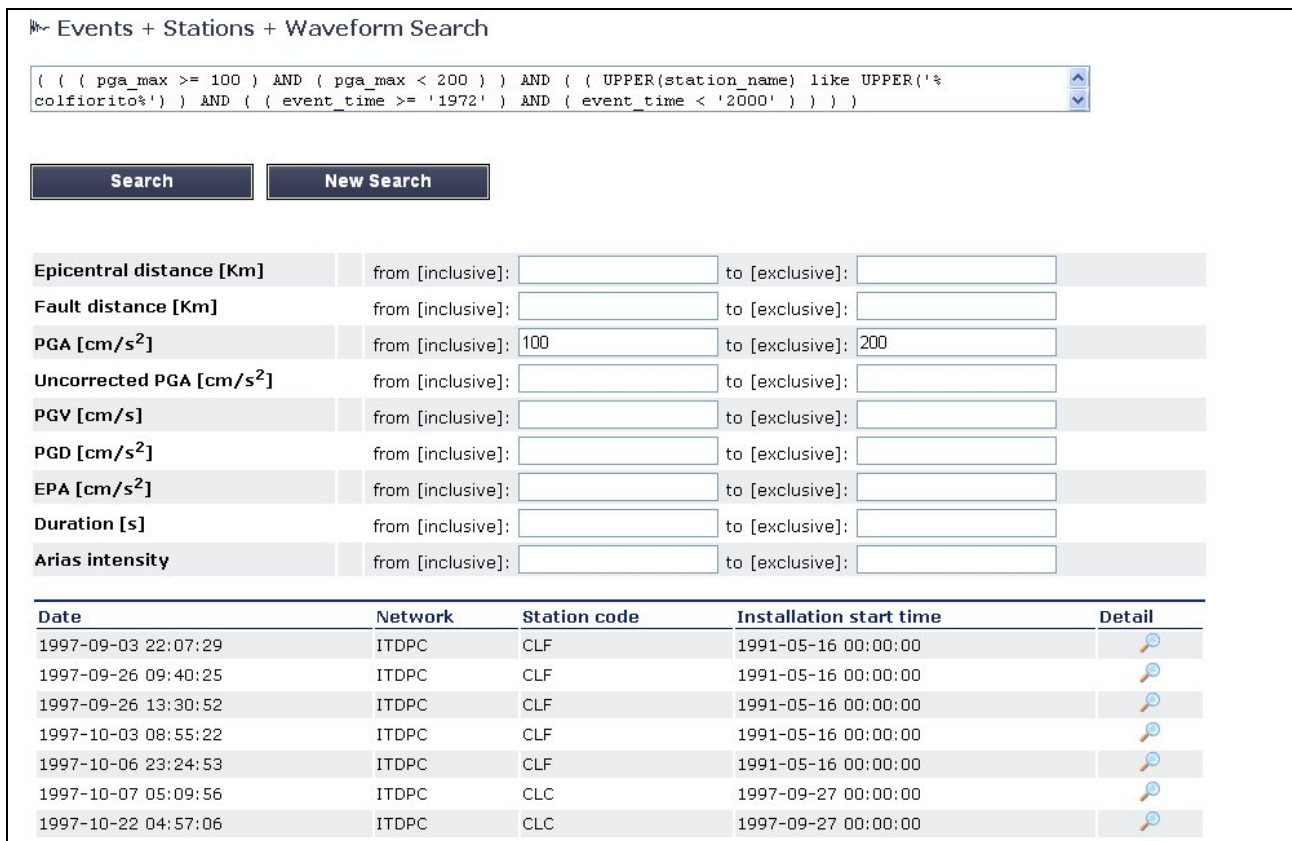 Events + Stations + Waveform Search
( ( ( pga_max >= 100 ) AND ( pga_max < 200 ) ) AND ( ( UPPER(station_name) like UPPER('%
colfiorito%') ) AND ( ( event_time >= '1972' ) AND ( event_time < '2000' ) ) ) )
Search New Search
Epicentral distance [Km] from [inclusive]: to [exclusive]:
Fault distance [Km] from [inclusive]: to [exclusive]:
PGA [cm/s²] from [inclusive]: 100 to [exclusive]: 200
Uncorrected PGA [cm/s²] from [inclusive]: to [exclusive]:
PGV [cm/s] from [inclusive]: to [exclusive]:
PGD [cm/s²] from [inclusive]: to [exclusive]:
EPA [cm/s²] from [inclusive]: to [exclusive]:
Duration [s] from [inclusive]: to [exclusive]:
Arias intensity from [inclusive]: to [exclusive]:
Date Network Station code Installation start time Detail
1997-09-03 22:07:29 ITDPC CLF 1991-05-16 00:00:00
1997-09-26 09:40:25 ITDPC CLF 1991-05-16 00:00:00
1997-09-26 13:30:52 ITDPC CLF 1991-05-16 00:00:00
1997-10-03 08:55:22 ITDPC CLF 1991-05-16 00:00:00
1997-10-06 23:24:53 ITDPC CLF 1991-05-16 00:00:00
1997-10-07 05:09:56 ITDPC CLC 1997-09-27 00:00:00
1997-10-22 04:57:06 ITDPC CLC 1997-09-27 00:00:00